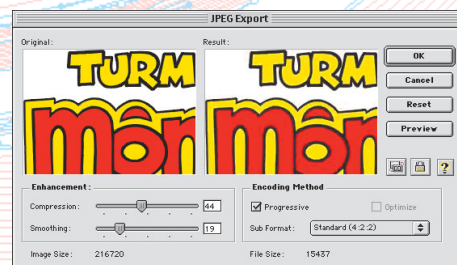 JPEG Export
Original:
Result:
TURM
TURM
môn
môn
OK
Cancel
Reset
Preview
?
Enhancement:
Compression: 44
Smoothing: 19
Encoding Method
Progressive
Optimize
Sub Format: Standard (4:2:2)
Image Size: 216720
File Size: 15437